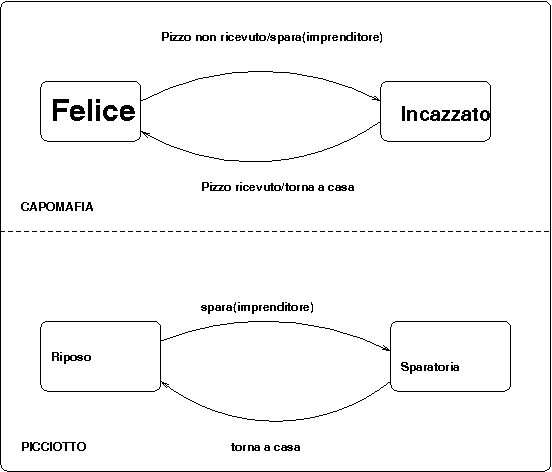 Pizzo non ricevuto/spara(imprenditore)
Felice
Incazzato
Pizzo ricevuto/torna a casa
CAPOMAFIA
spara(imprenditore)
Riposo
Sparatoria
PICCIOTTO
torna a casa